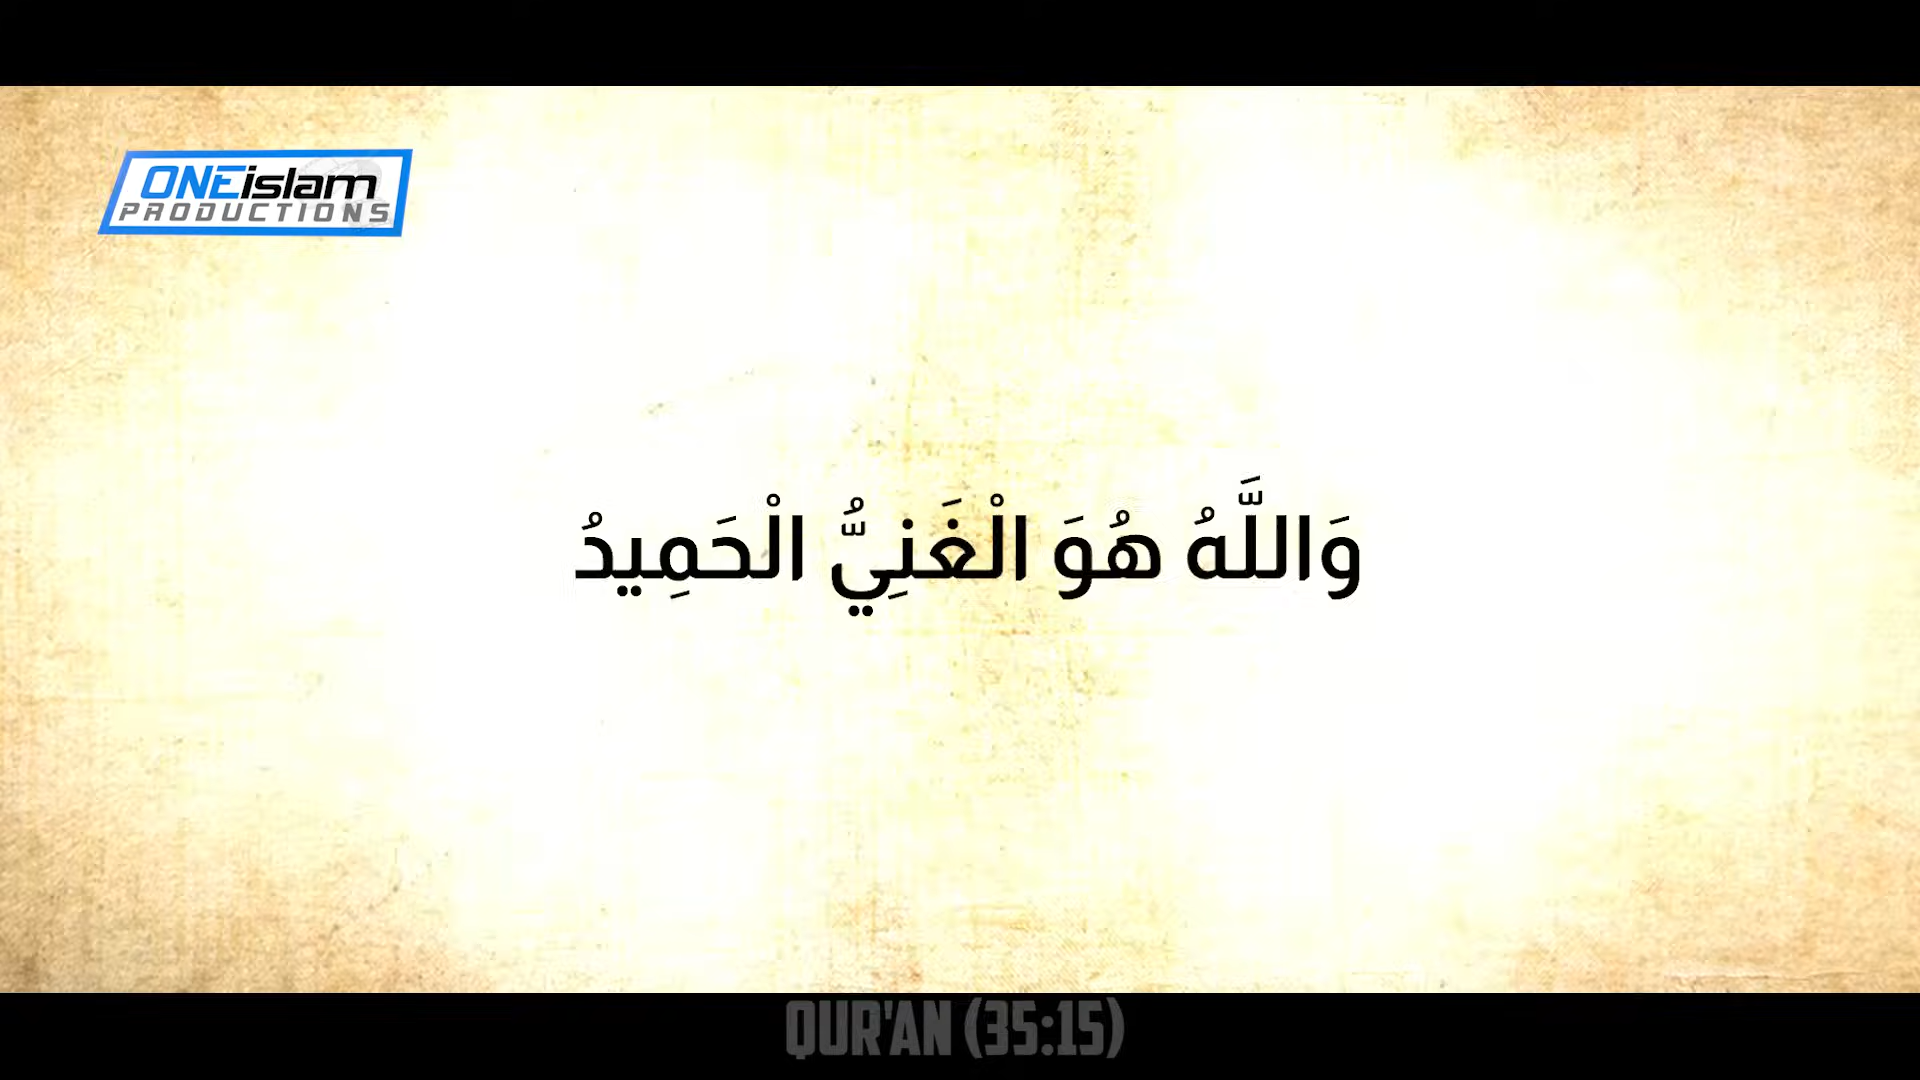 ONEislam
PRODUCTIONS
وَاللَّهُ هُوَ الْغَنِيُّ الْحَمِيدُ
QUR'AN (35:15)